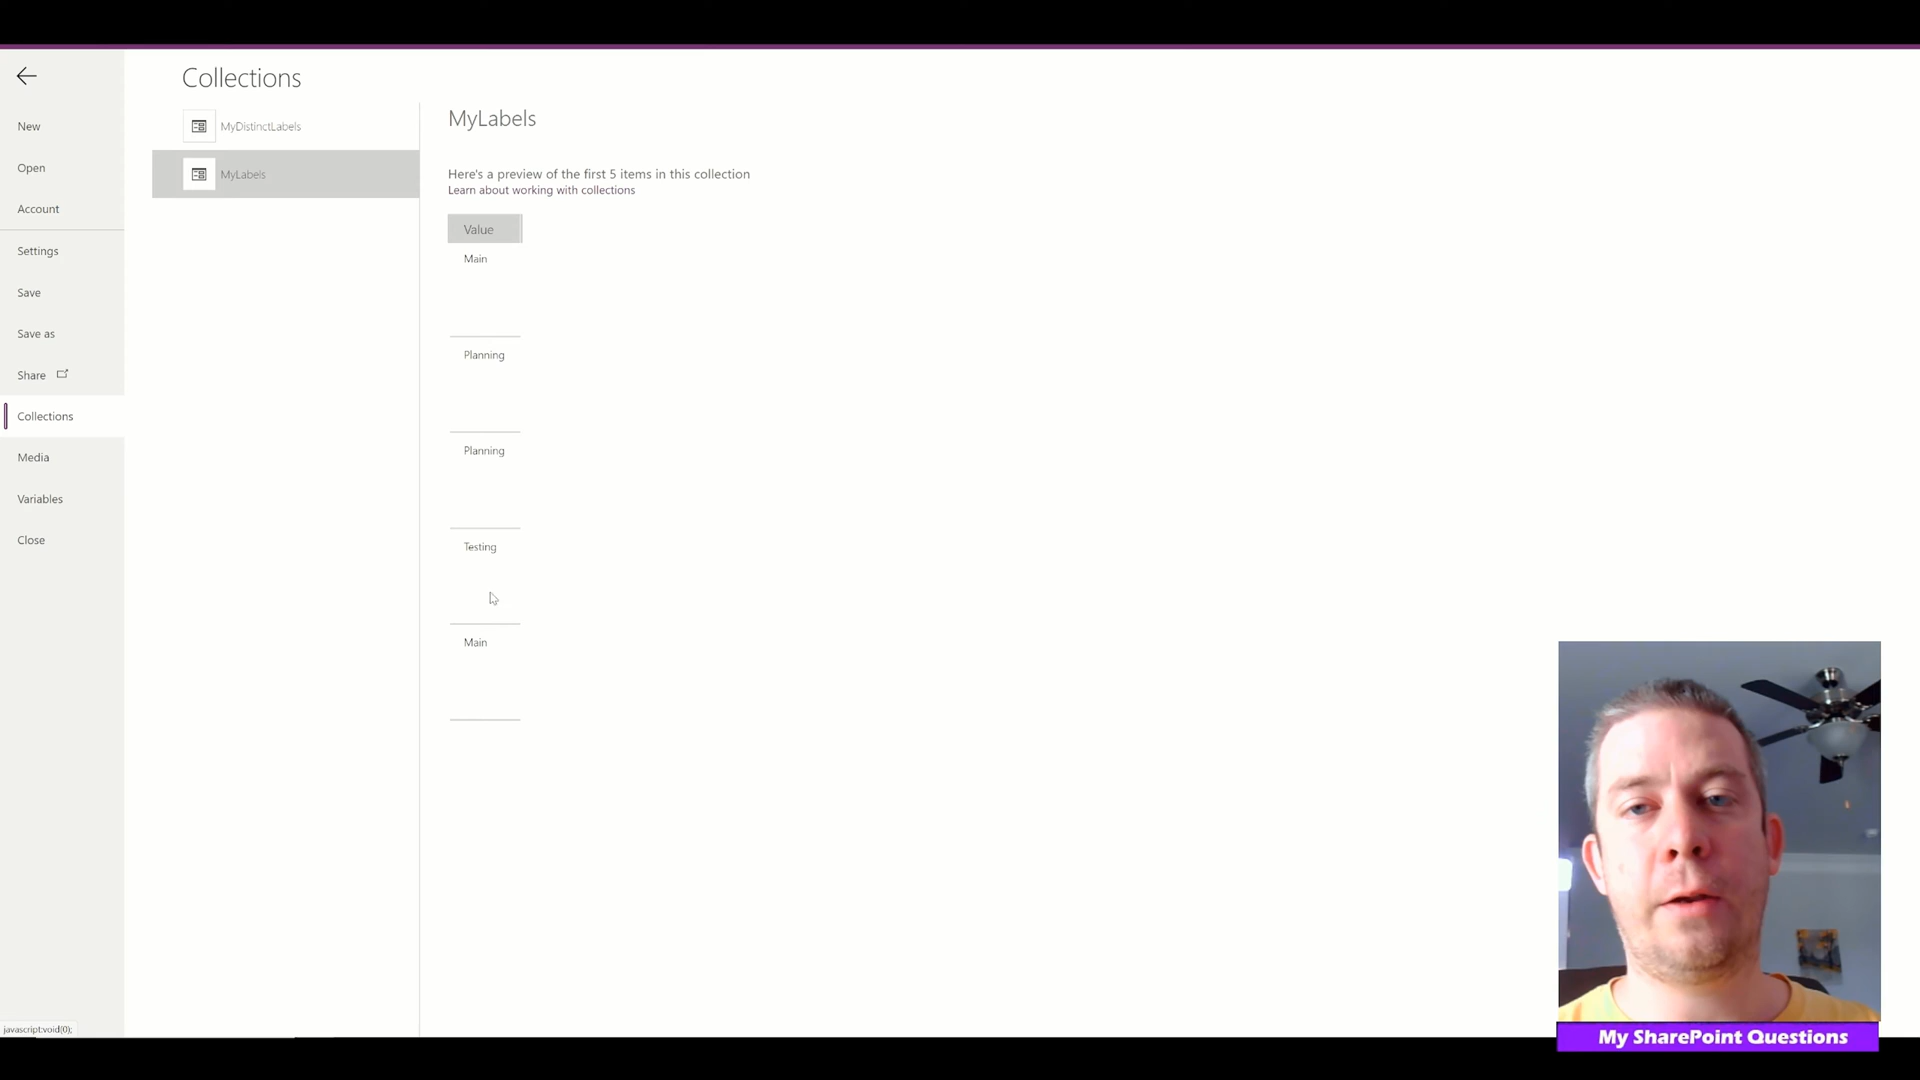 Collections
New
Open
Account
Settings
Save
Save as
Share
Collections
Media
Variables
Close
MyDistinctLabels
MyLabels
MyLabels
Here's a preview of the first 5 items in this collection
Learn about working with collections
Value
Main
Planning
Planning
Testing
Main
javascript:void(0);
My SharePoint Questions